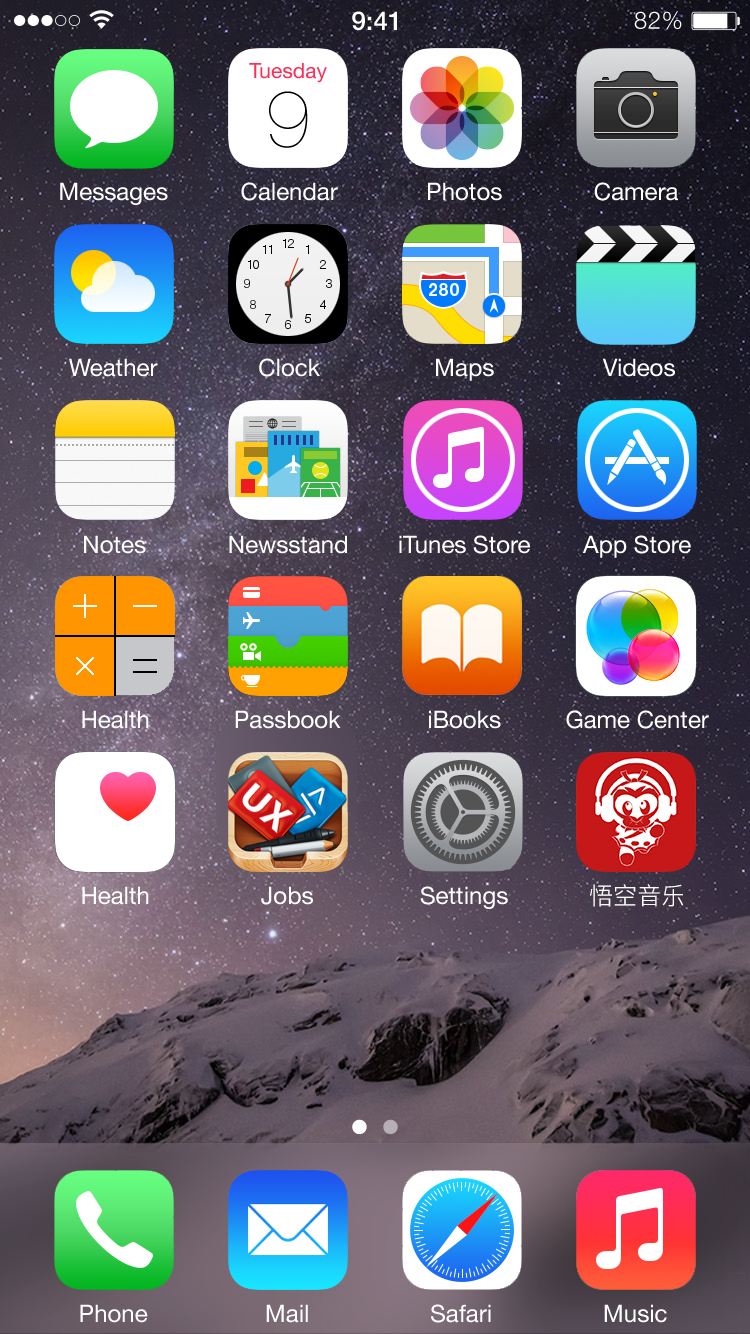 9:41
82%
Tuesday
9
280
12
11
1
10
2
9
3
8
4
7
5
6
Messages
Calendar
Photos
Camera
Weather
Clock
Maps
Videos
Notes
Newsstand
iTunes Store
App Store
Health
Passbook
iBooks
Game Center
UX
Health
Jobs
Settings
悟空音乐
Phone
Mail
Safari
Music